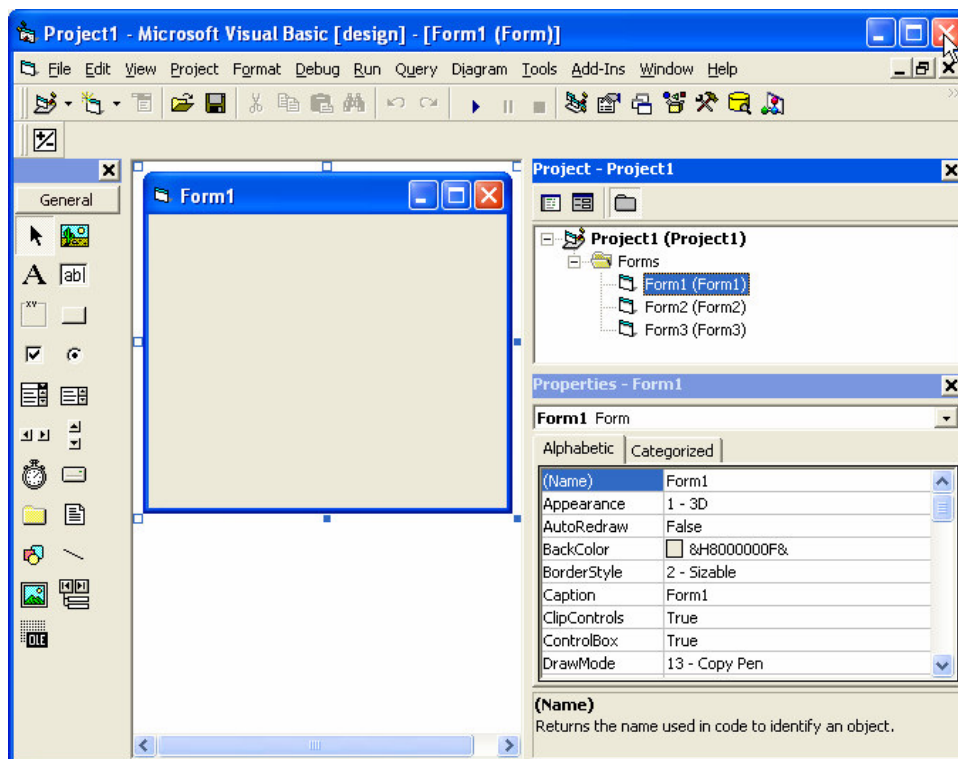 Project1 - Microsoft Visual Basic [design] - [Form1 (Form)]
File Edit View Project Format Debug Run Query Diagram Tools Add-Ins Window Help
General
A ab|
XY
OLE
Form1
Project - Project1
Project1 (Project1)
Forms
Form1 (Form1)
Form2 (Form2)
Form3 (Form3)
Properties - Form1
Form1 Form
Alphabetic Categorized
(Name) Form1
Appearance 1 - 3D
AutoRedraw False
BackColor &H8000000F&
BorderStyle 2 - Sizable
Caption Form1
ClipControls True
ControlBox True
DrawMode 13 - Copy Pen
(Name)
Returns the name used in code to identify an object.